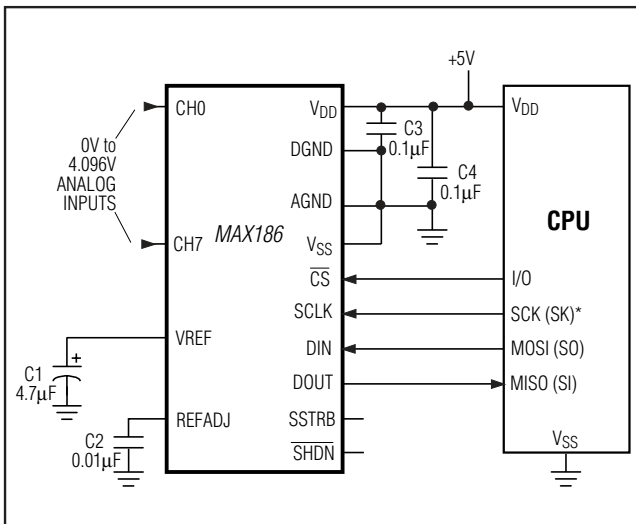 +5V
CH0
0V to
4.096V
ANALOG
INPUTS
CH7
VREF
C1
+
4.7µF
REFADJ
C2
0.01µF
MAX186
VDD
DGND
AGND
VSS
CS
SCLK
DIN
DOUT
SSTRB
SHDN
C3
0.1µF
C4
0.1µF
VDD
CPU
I/O
SCK (SK)*
MOSI (SO)
MISO (SI)
VSS